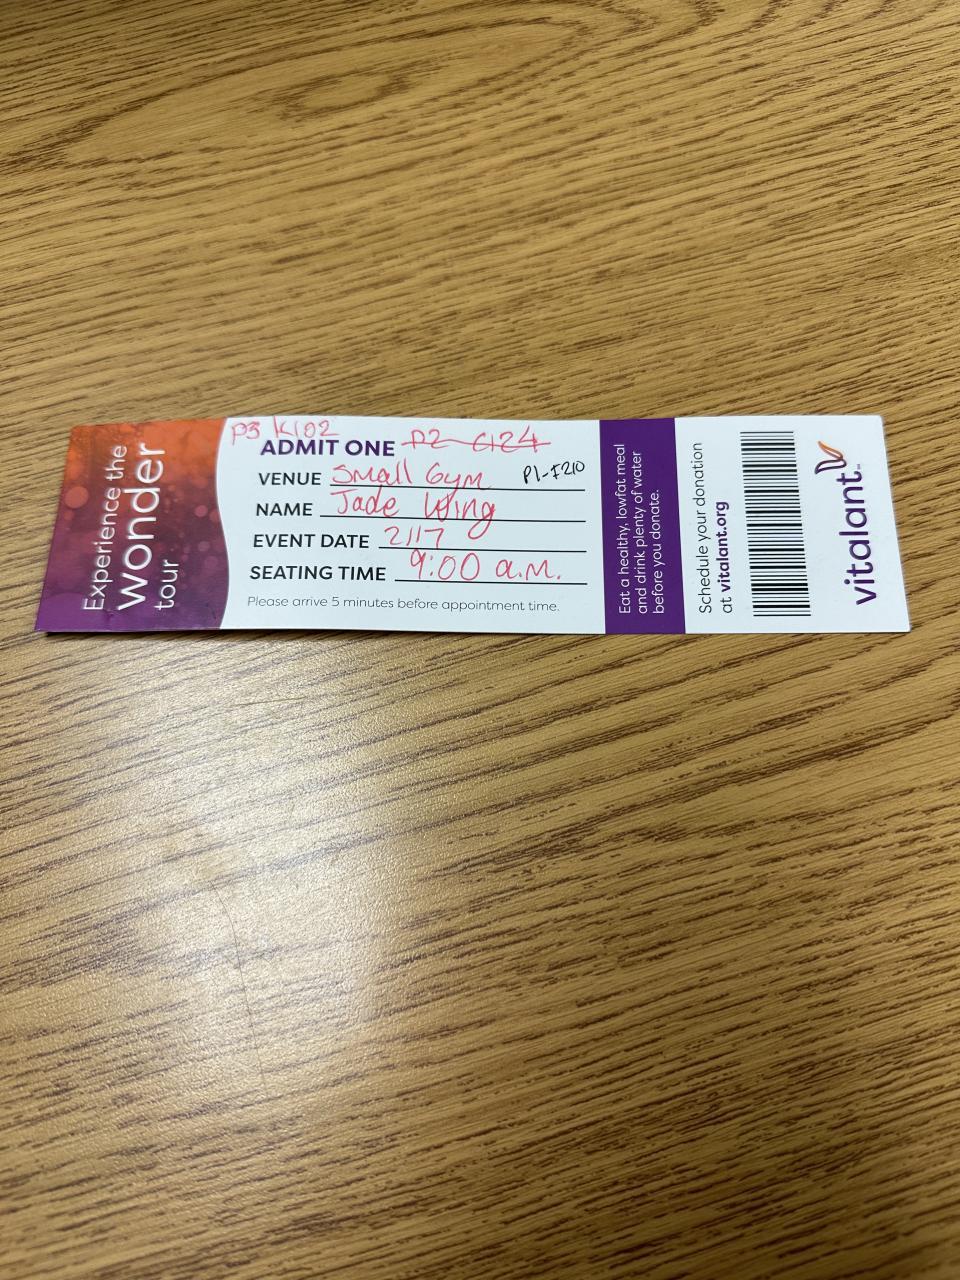 Experience the
wonder
tour
P3 K102
ADMIT ONE P2 C124
VENUE Small Gym P1-F210
NAME Jade Wing
EVENT DATE 2/17
SEATING TIME 9:00 a.m.
Please arrive 5 minutes before appointment time.
Eat a healthy, lowfat meal
and drink plenty of water
before you donate.
Schedule your donation
at vitalant.org
vitalant™